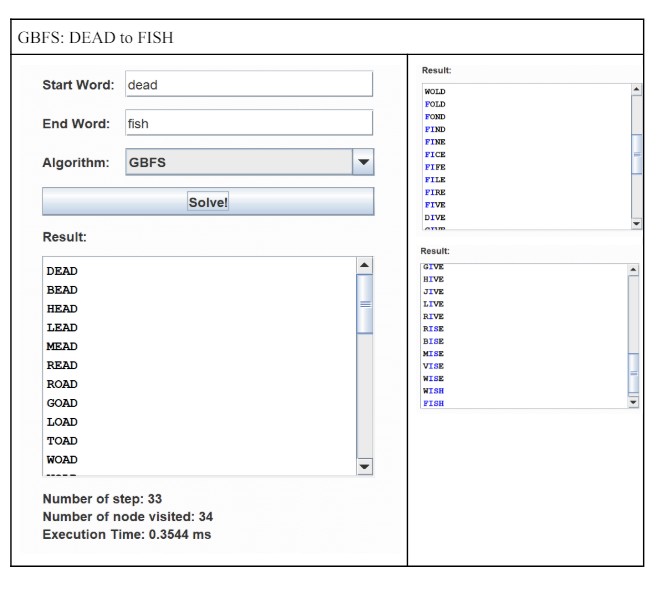 GBFS: DEAD to FISH
Start Word: dead
End Word: fish
Algorithm: GBFS
Solve!
Result:
DEAD
BEAD
HEAD
LEAD
MEAD
READ
ROAD
GOAD
LOAD
TOAD
WOAD
Number of step: 33
Number of node visited: 34
Execution Time: 0.3544 ms
Result:
WOLD
FOLD
FOND
FIND
FINE
FICE
FIFE
FILE
FIRE
FIVE
DIVE
GIVE
Result:
GIVE
HIVE
JIVE
LIVE
RIVE
RISE
BISE
MISE
VISE
WISE
WISH
FISH